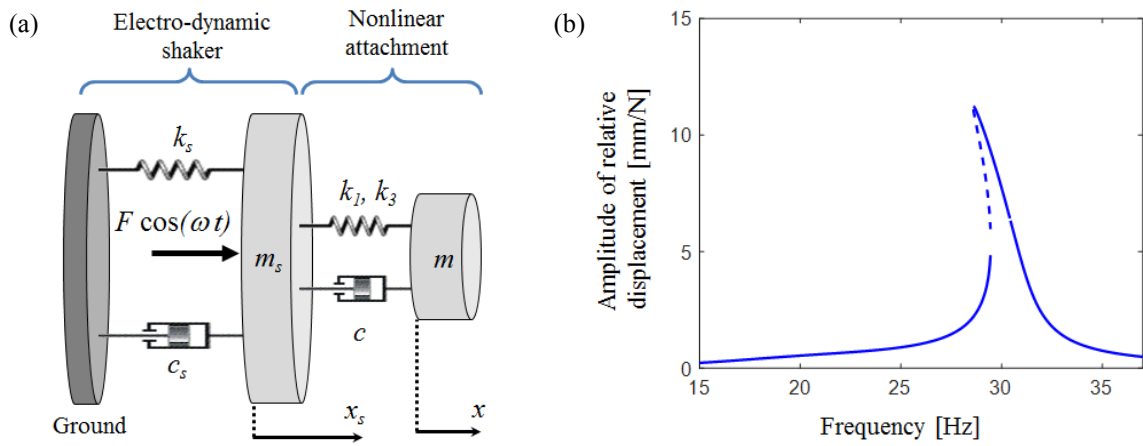 (a)
Electro-dynamic
shaker
Nonlinear
attachment
k_s
k_1, k_3
F cos(ω t)
m_s
m
c
c_s
Ground
x_s
x
(b)
15
10
5
0
15
20
25
30
35
Amplitude of relative
displacement [mm/N]
Frequency [Hz]